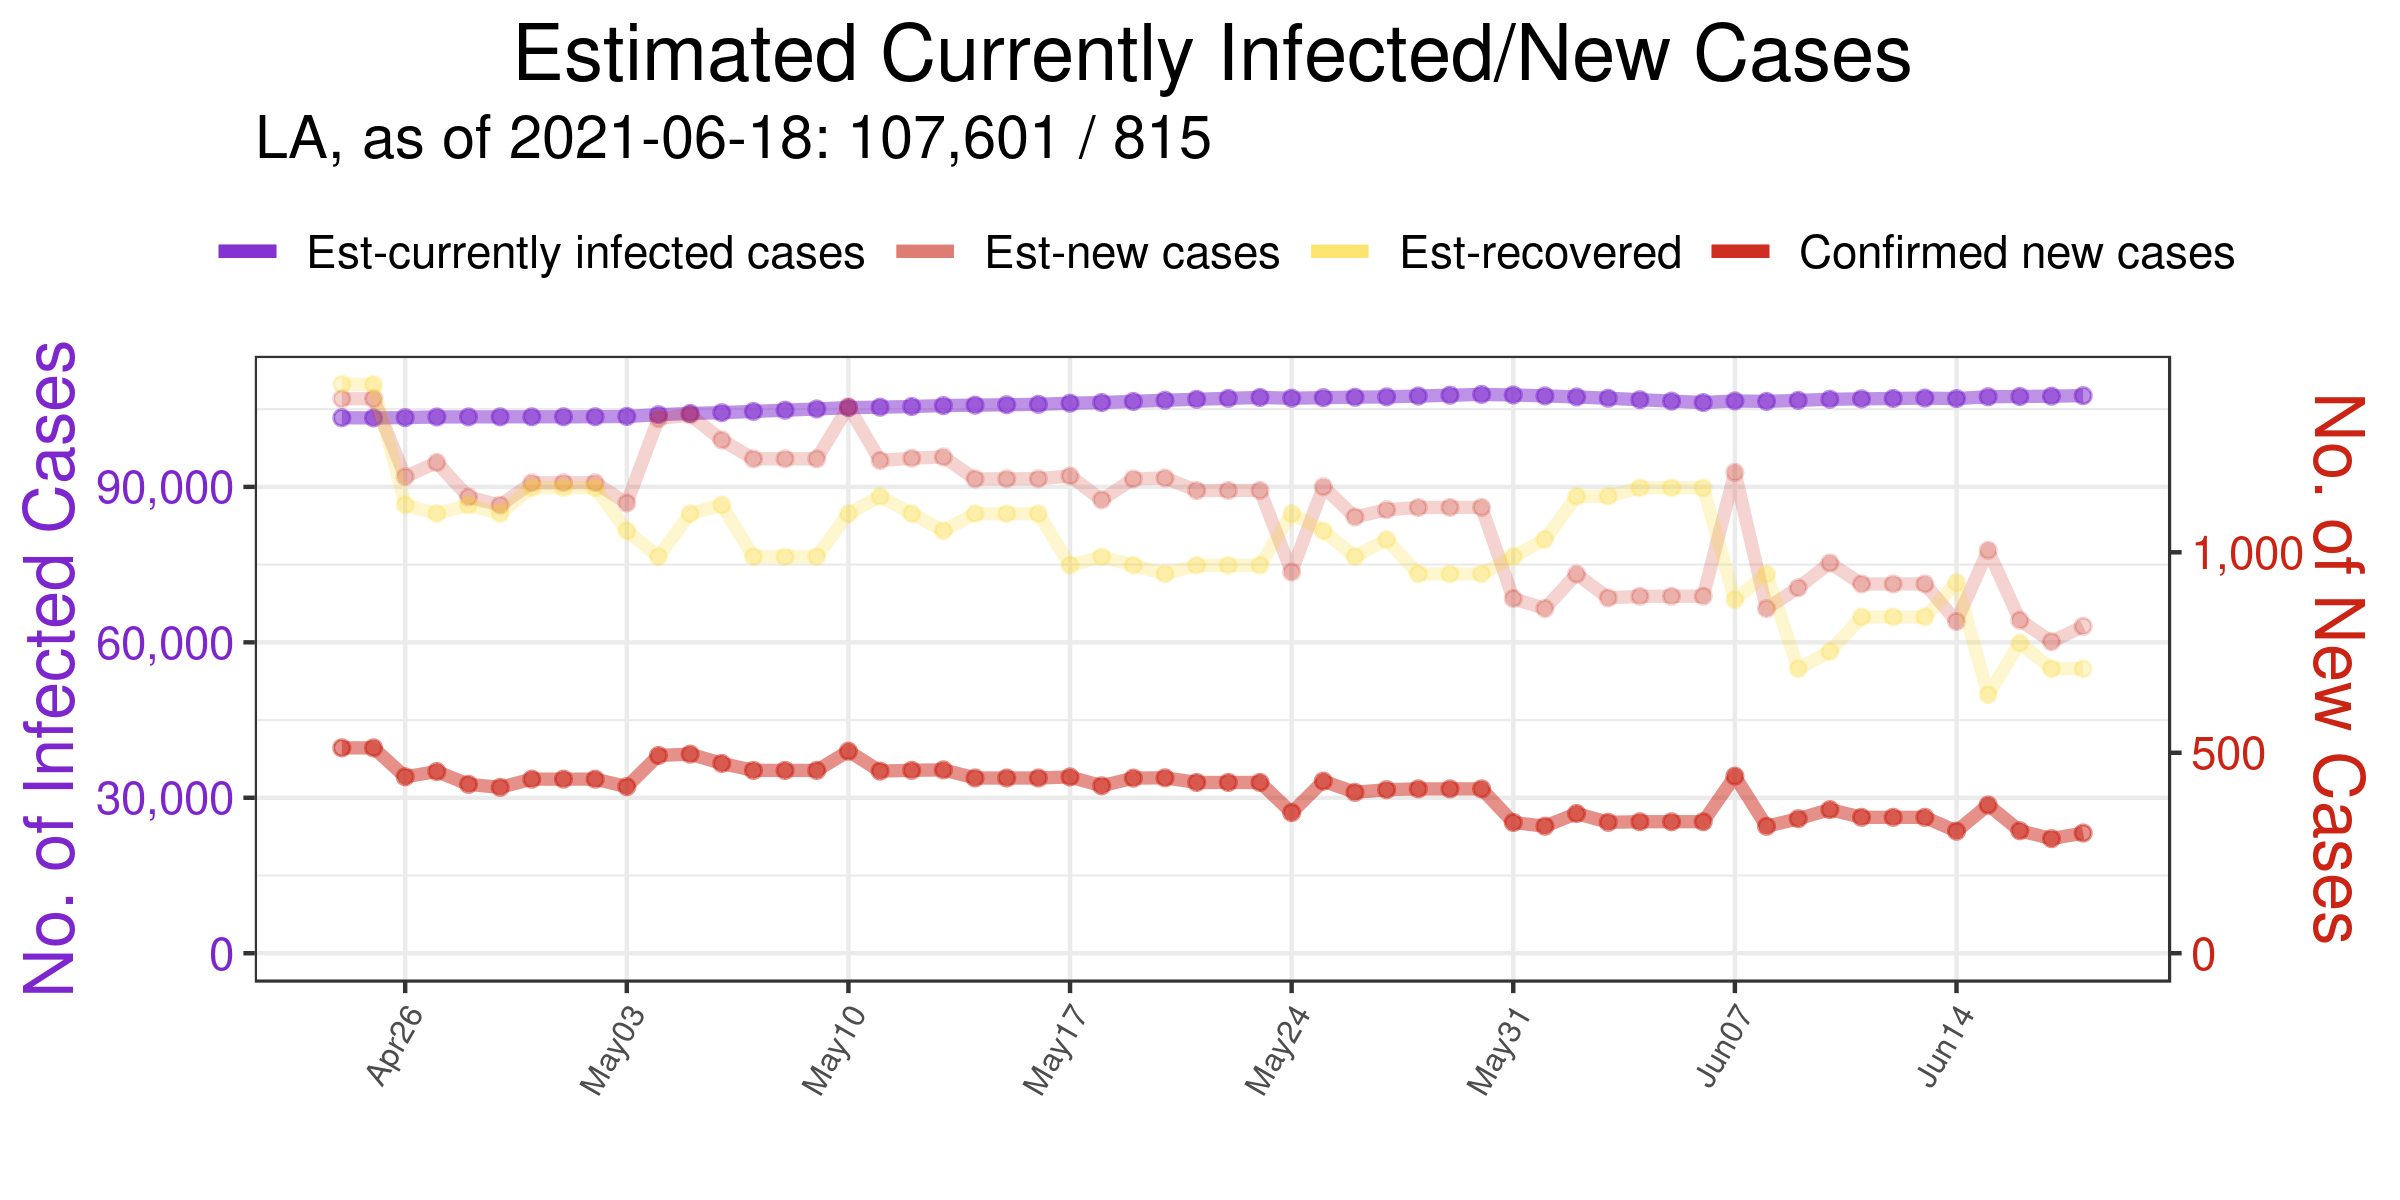 Estimated Currently Infected/New Cases
LA, as of 2021-06-18: 107,601 / 815
Est-currently infected cases Est-new cases Est-recovered Confirmed new cases
No. of Infected Cases
90,000
60,000
30,000
0
1,000
500
0
No. of New Cases
Apr26 May03 May10 May17 May24 May31 Jun07 Jun14